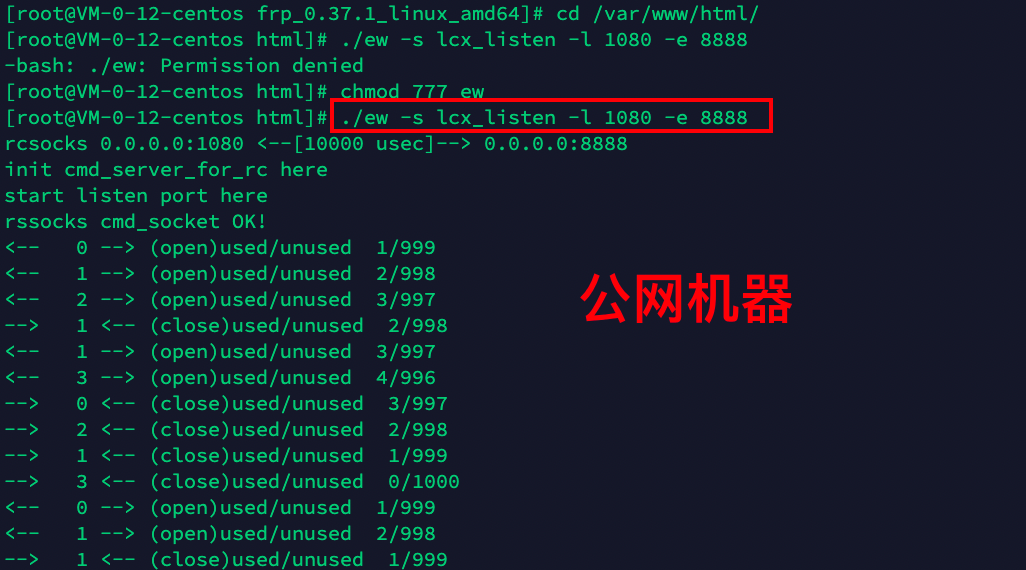 [root@VM-0-12-centos frp_0.37.1_linux_amd64]# cd /var/www/html/
[root@VM-0-12-centos html]# ./ew -s lcx_listen -l 1080 -e 8888
-bash: ./ew: Permission denied
[root@VM-0-12-centos html]# chmod 777 ew
[root@VM-0-12-centos html]# ./ew -s lcx_listen -l 1080 -e 8888
rcsocks 0.0.0.0:1080 <--[10000 usec]--> 0.0.0.0:8888
init cmd_server_for_rc here
start listen port here
rssocks cmd_socket OK!
<--   0 --> (open)used/unused  1/999
<--   1 --> (open)used/unused  2/998
<--   2 --> (open)used/unused  3/997
-->   1 <-- (close)used/unused  2/998
<--   1 --> (open)used/unused  3/997
<--   3 --> (open)used/unused  4/996
-->   0 <-- (close)used/unused  3/997
-->   2 <-- (close)used/unused  2/998
-->   1 <-- (close)used/unused  1/999
-->   3 <-- (close)used/unused  0/1000
<--   0 --> (open)used/unused  1/999
<--   1 --> (open)used/unused  2/998
-->   1 <-- (close)used/unused  1/999
公网机器